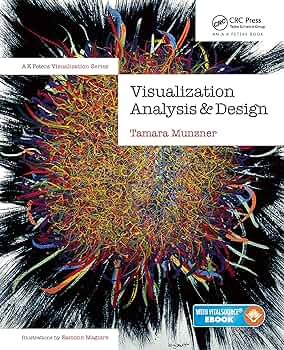 CRC Press
Taylor & Francis Group
AN A K PETERS BOOK
A K Peters Visualization Series
Visualization
Analysis & Design
Tamara Munzner
WITH VITALSOURCE®
EBOOK
Illustrations by Eamonn Maguire